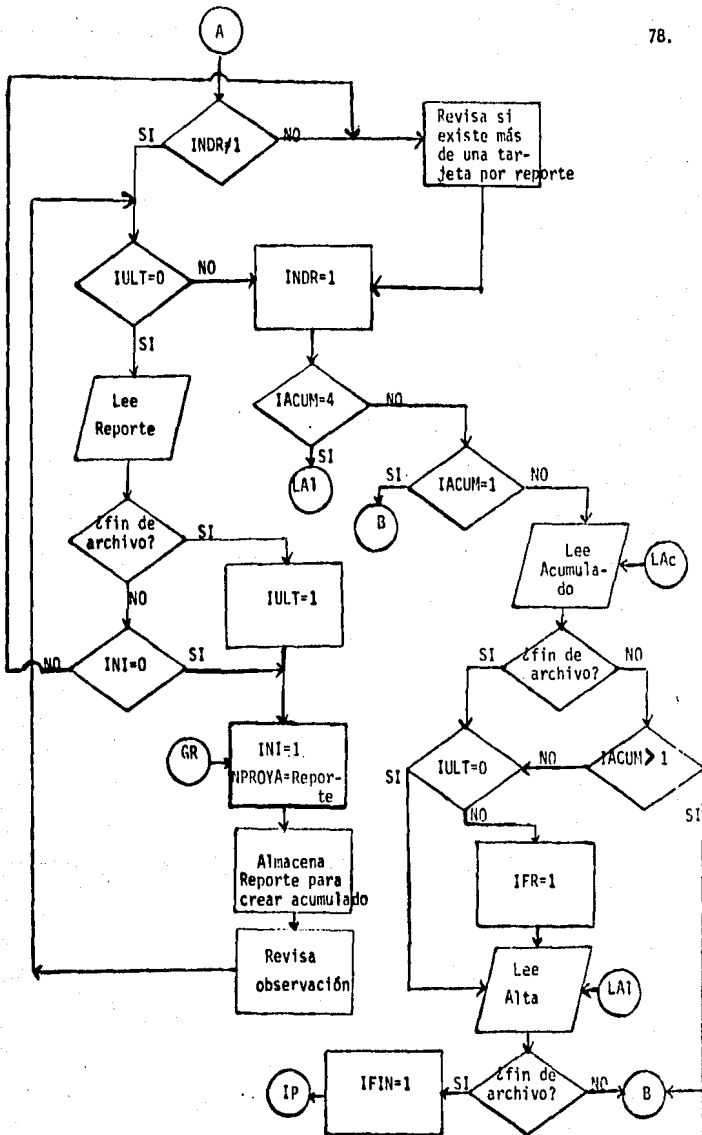 78.
A
SI
INDR≠1
NO
Revisa si
existe más
de una tar-
jeta por reporte
IULT=0
NO
INDR=1
SI
Lee
Reporte
IACUM=4
NO
SI
LA1
SI
IACUM=1
NO
B
Lee
Acumula-
do
LAc
¿fin de
archivo?
SI
NO
IULT=1
NO
INI=0
SI
SI
¿fin de
archivo?
NO
GR
INI=1
NPROYA=Repor-
te
SI
IULT=0
NO
IACUM > 1
SI
NO
IFR=1
Almacena
Reporte para
crear acumulado
Revisa
observación
Lee
Alta
LA1
IP
IFIN=1
SI
¿fin de
archivo?
NO
B